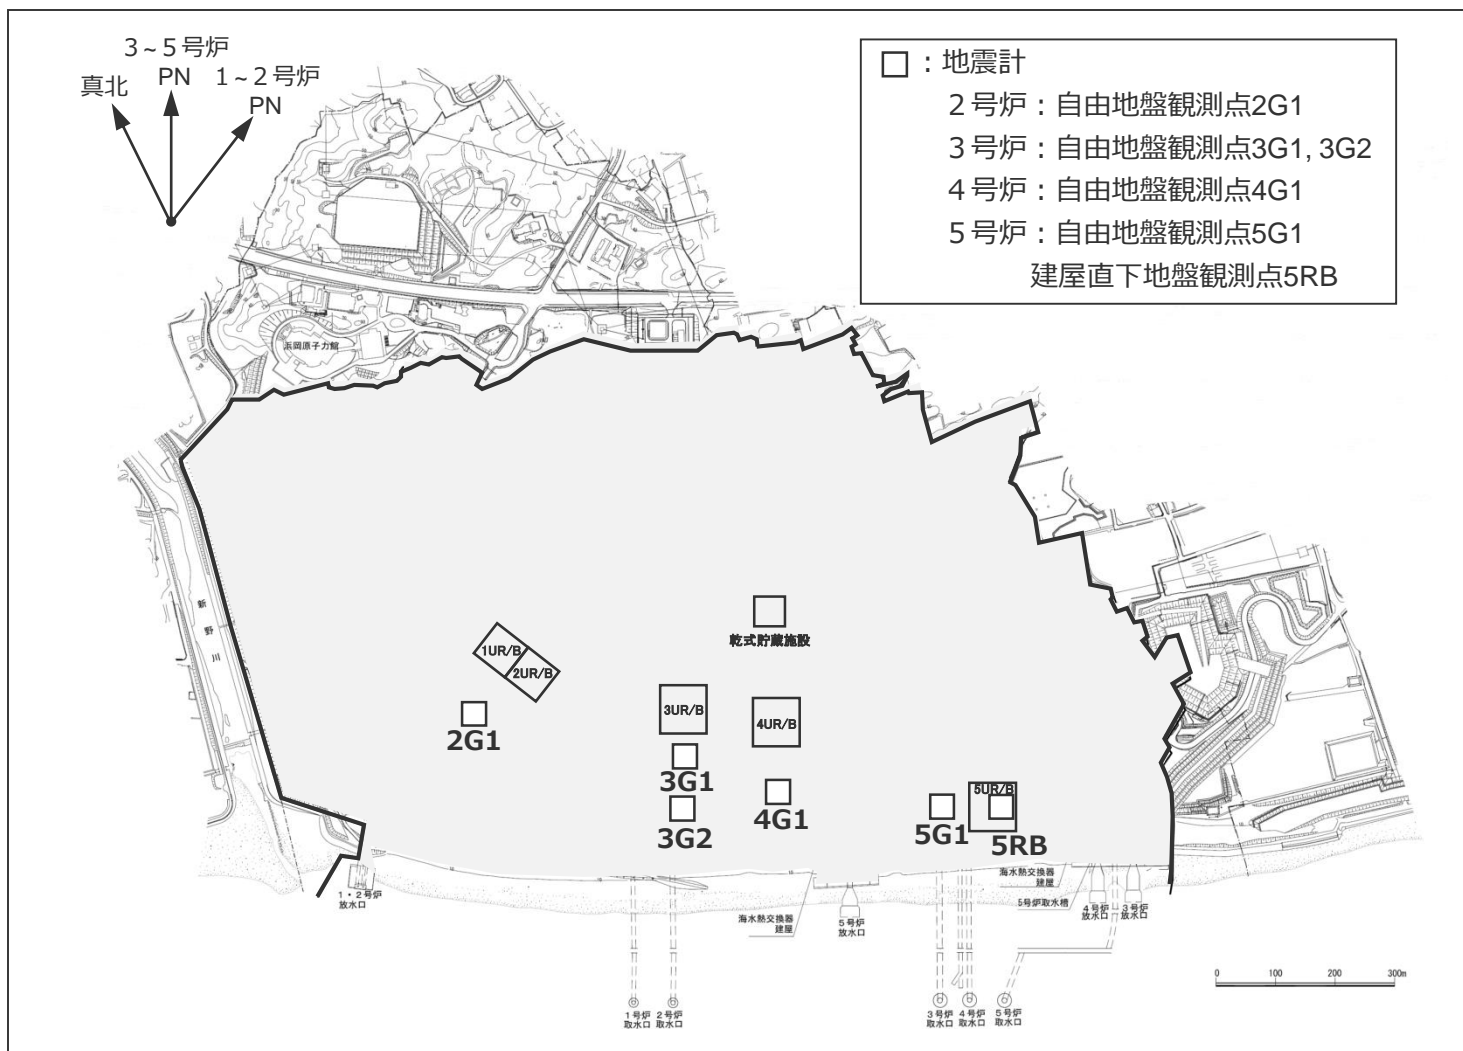 3~5号炉
PN
1~2号炉
PN
真北
□：地震計
2号炉：自由地盤観測点2G1
3号炉：自由地盤観測点3G1, 3G2
4号炉：自由地盤観測点4G1
5号炉：自由地盤観測点5G1
建屋直下地盤観測点5RB
浜岡原子力館
新野川
乾式貯蔵施設
1UR/B
2UR/B
3UR/B
4UR/B
2G1
3G1
3G2
4G1
5G1
5UR/B
5RB
1・2号炉
放水口
海水熱交換器
建屋
5号炉
放水口
海水熱交換器
建屋
5号炉取水槽
4号炉
放水口
3号炉
放水口
1号炉
取水口
2号炉
取水口
3号炉
取水口
4号炉
取水口
5号炉
取水口
0 100 200 300m